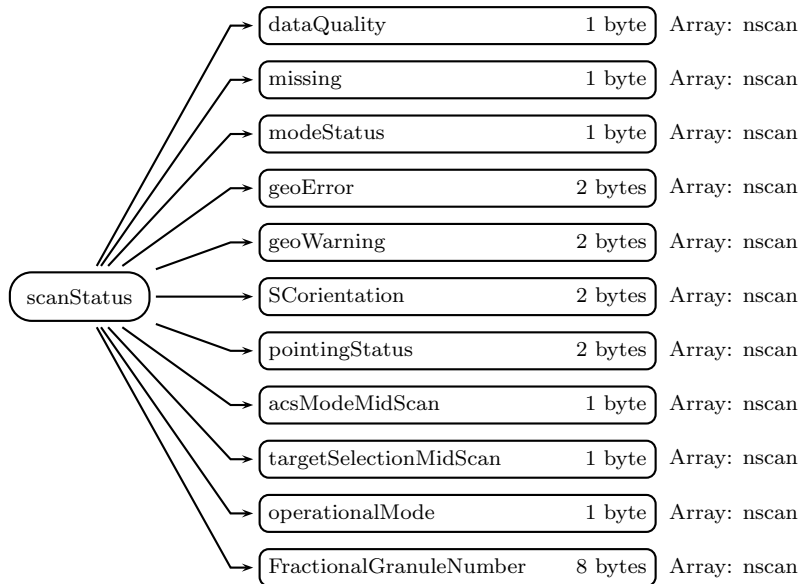 dataQuality 1 byte Array: nscan
missing 1 byte Array: nscan
modeStatus 1 byte Array: nscan
geoError 2 bytes Array: nscan
geoWarning 2 bytes Array: nscan
scanStatus
SCorientation 2 bytes Array: nscan
pointingStatus 2 bytes Array: nscan
acsModeMidScan 1 byte Array: nscan
targetSelectionMidScan 1 byte Array: nscan
operationalMode 1 byte Array: nscan
FractionalGranuleNumber 8 bytes Array: nscan